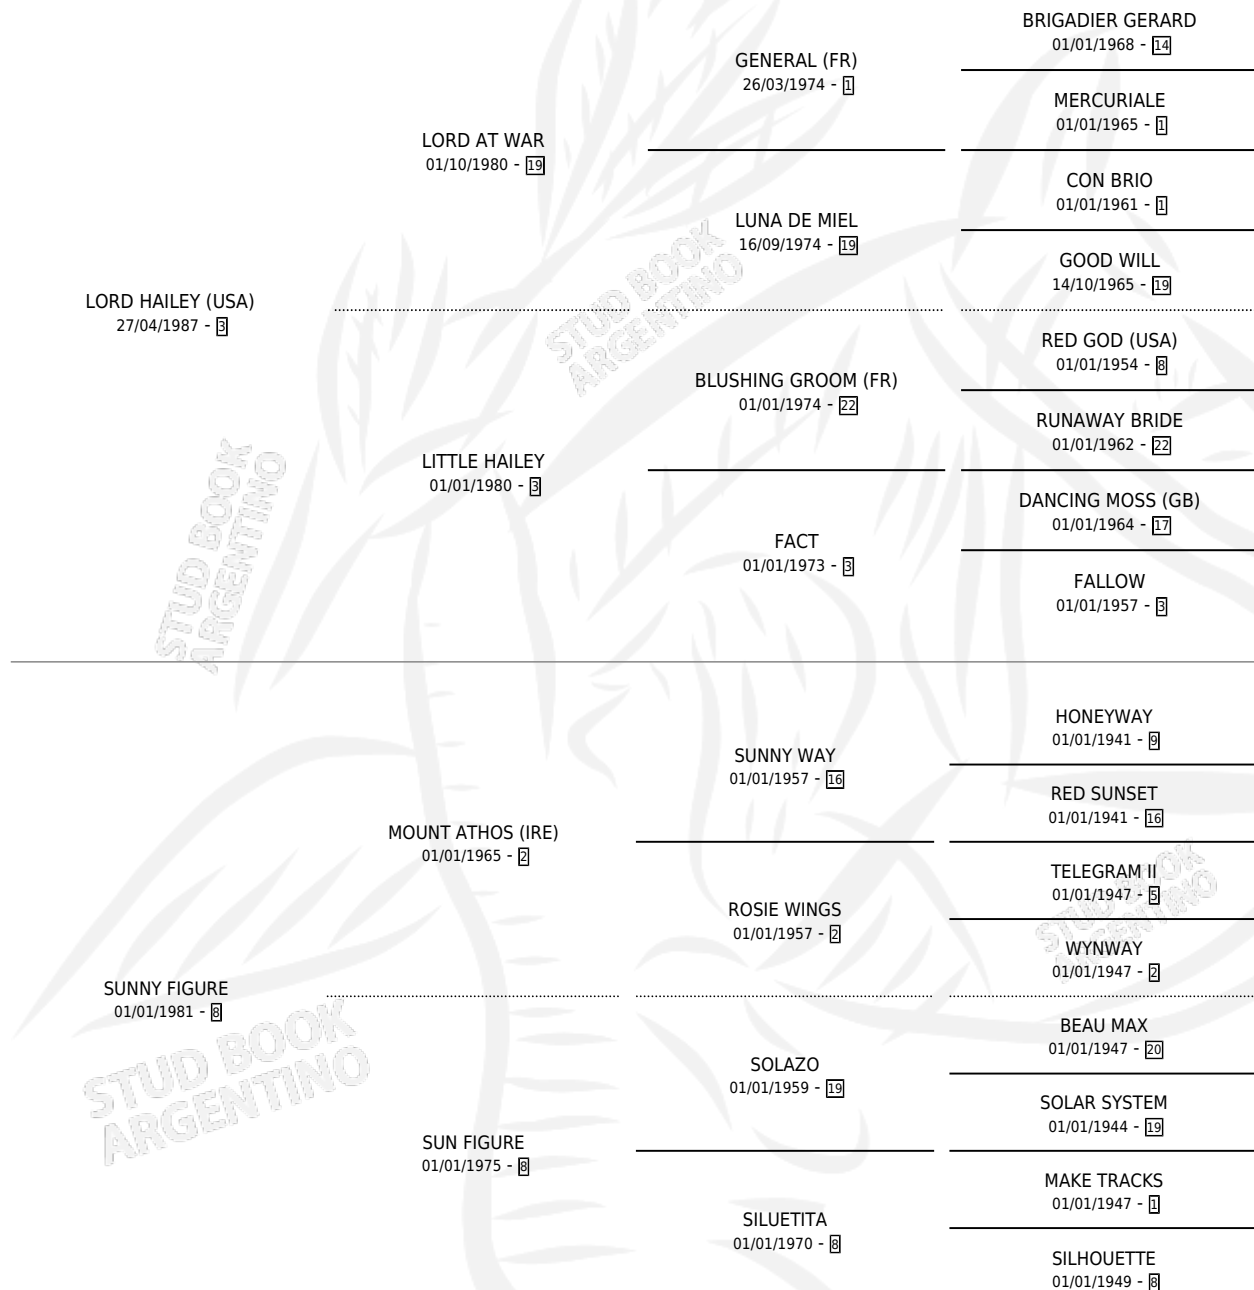 BRIGADIER GERARD
01/01/1968 - 14
GENERAL (FR)
26/03/1974 - 1
MERCURIALE
01/01/1965 - 1
LORD AT WAR
01/10/1980 - 19
CON BRIO
01/01/1961 - 1
LUNA DE MIEL
16/09/1974 - 19
GOOD WILL
14/10/1965 - 19
LORD HAILEY (USA)
27/04/1987 - 3
RED GOD (USA)
01/01/1954 - 8
BLUSHING GROOM (FR)
01/01/1974 - 22
RUNAWAY BRIDE
01/01/1962 - 22
LITTLE HAILEY
01/01/1980 - 3
DANCING MOSS (GB)
01/01/1964 - 17
FACT
01/01/1973 - 3
FALLOW
01/01/1957 - 3
STUD BOOK
ARGENTINO
STUD BOOK
ARGENTINO
HONEYWAY
01/01/1941 - 9
SUNNY WAY
01/01/1957 - 16
RED SUNSET
01/01/1941 - 16
MOUNT ATHOS (IRE)
01/01/1965 - 2
TELEGRAM II
01/01/1947 - 5
ROSIE WINGS
01/01/1957 - 2
WYNWAY
01/01/1947 - 2
STUD BOOK
ARGENTINO
SUNNY FIGURE
01/01/1981 - 8
BEAU MAX
01/01/1947 - 20
SOLAZO
01/01/1959 - 19
SOLAR SYSTEM
01/01/1944 - 19
SUN FIGURE
01/01/1975 - 8
MAKE TRACKS
01/01/1947 - 1
SILUETITA
01/01/1970 - 8
SILHOUETTE
01/01/1949 - 8
STUD BOOK
ARGENTINO